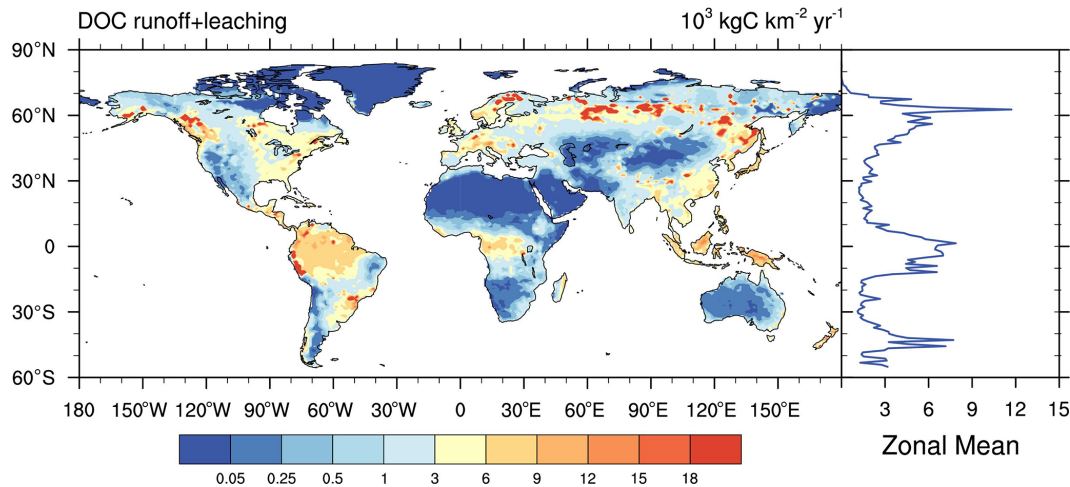 DOC runoff+leaching 10³ kgC km⁻² yr⁻¹
90°N
60°N
30°N
0
30°S
60°S
180 150°W 120°W 90°W 60°W 30°W 0 30°E 60°E 90°E 120°E 150°E 3 6 9 12 15
Zonal Mean
0.05 0.25 0.5 1 3 6 9 12 15 18